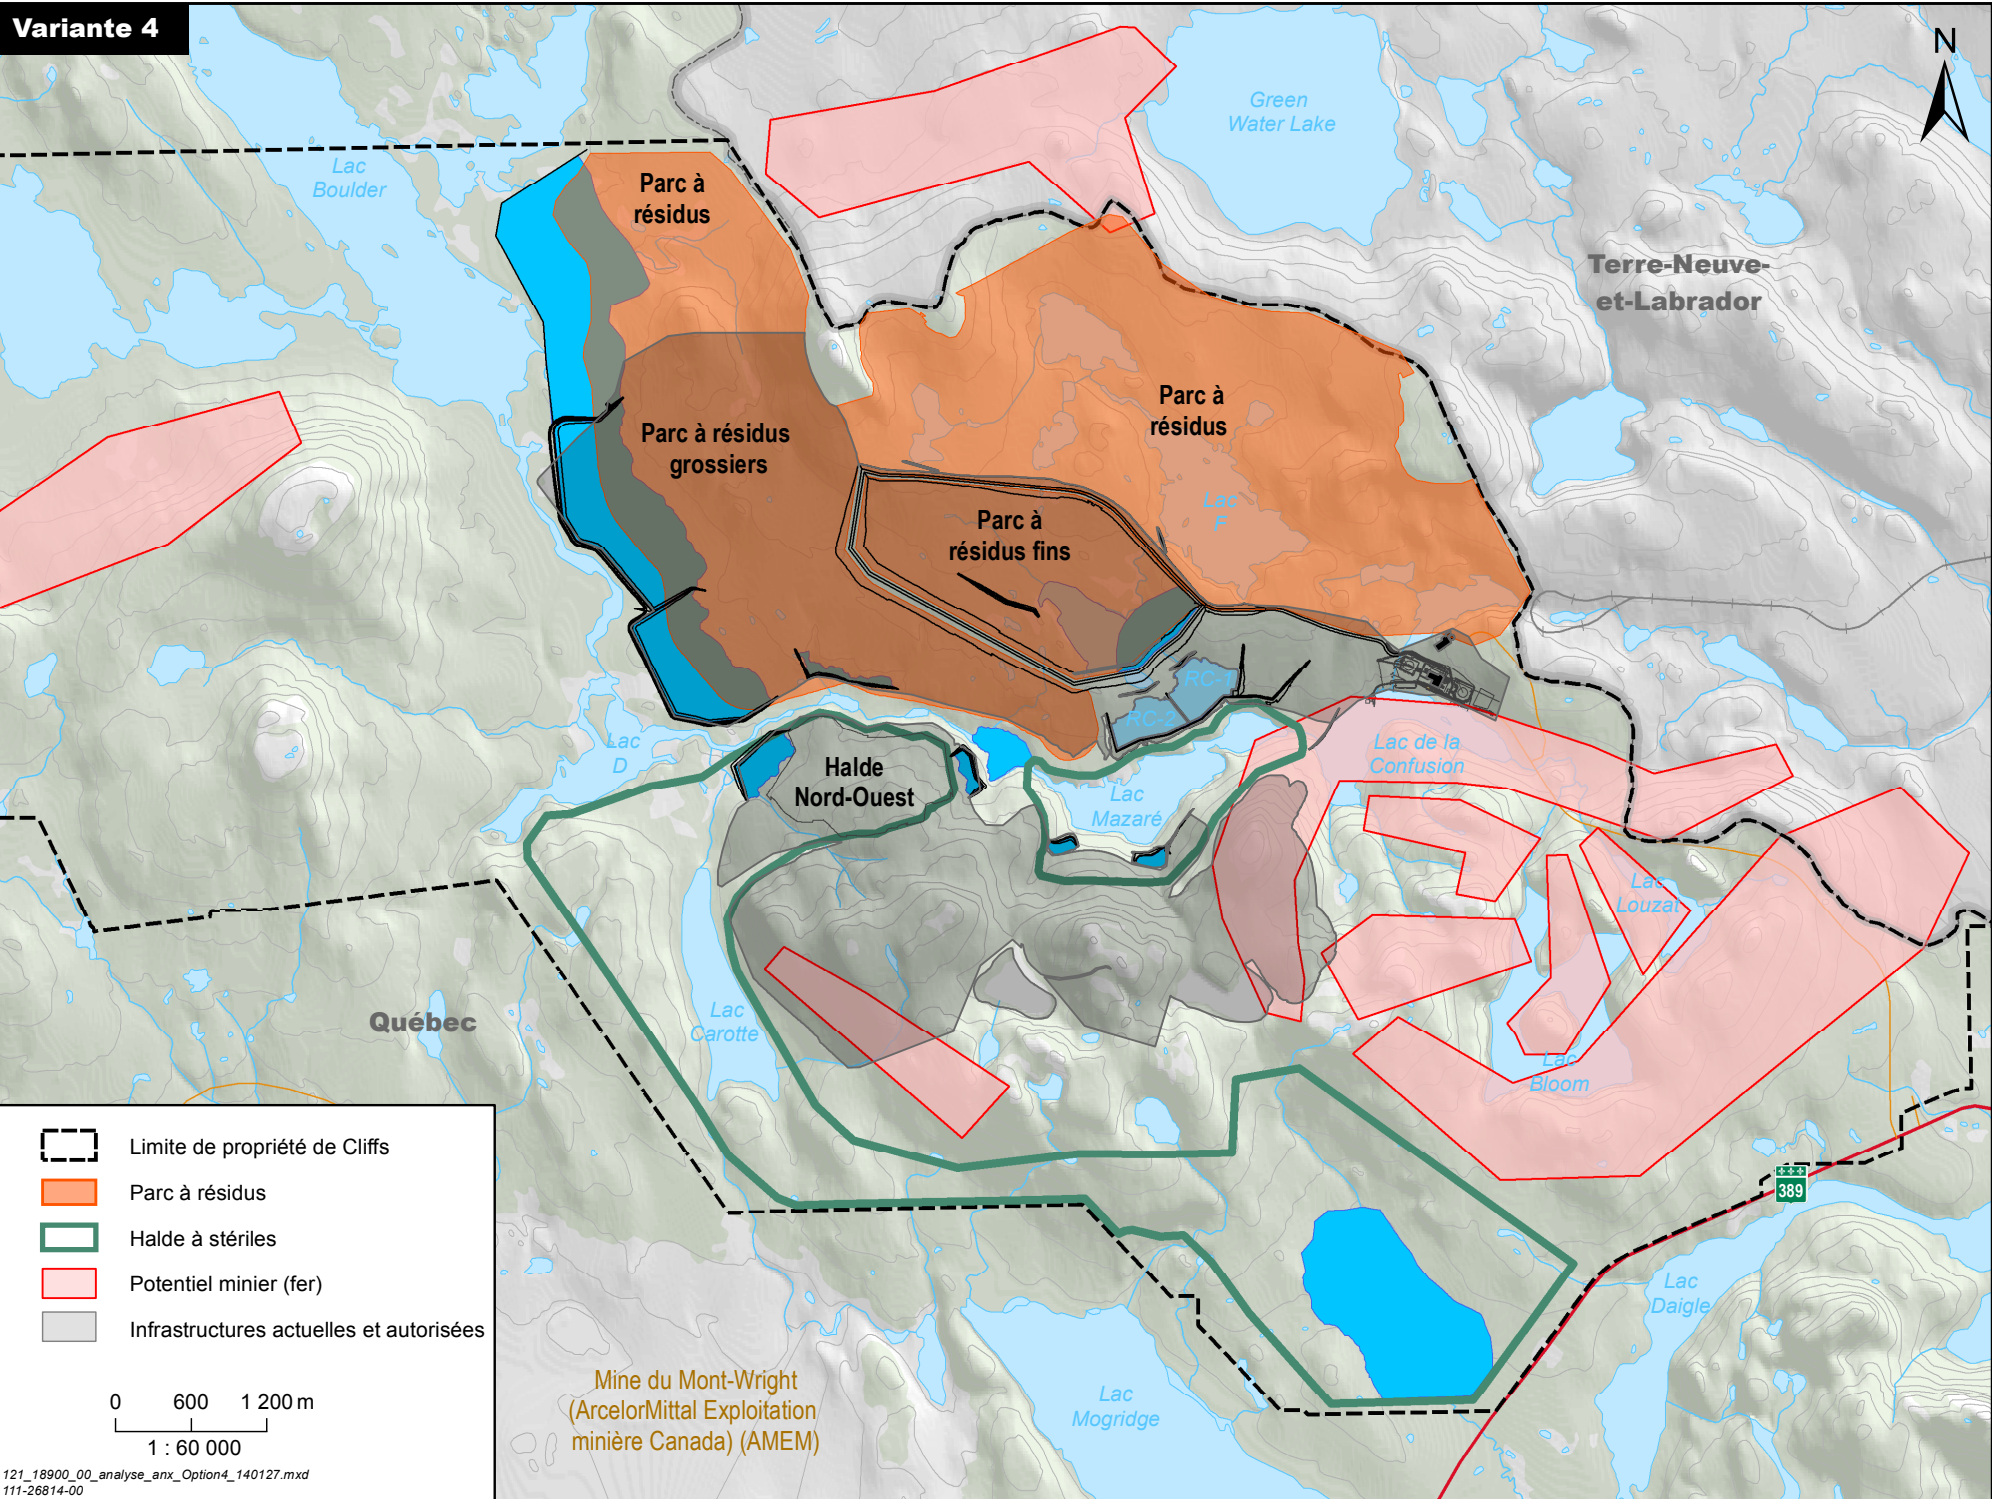 Variante 4
N
Green
Water Lake
Lac
Boulder
Parc à
résidus
Terre-Neuve-
et-Labrador
Parc à
résidus
Parc à résidus
grossiers
Lac
F
Parc à
résidus fins
RC-1
RC-2
Lac
D
Lac de la
Confusion
Halde
Nord-Ouest
Lac
Mazaré
Lac
Louzat
Lac
Carotte
Québec
Lac
Bloom
389
Limite de propriété de Cliffs
Parc à résidus
Halde à stériles
Potentiel minier (fer)
Infrastructures actuelles et autorisées
Lac
Daigle
Mine du Mont-Wright
(ArcelorMittal Exploitation
minière Canada) (AMEM)
Lac
Mogridge
0 600 1 200 m
1 : 60 000
121_18900_00_analyse_anx_Option4_140127.mxd
111-26814-00